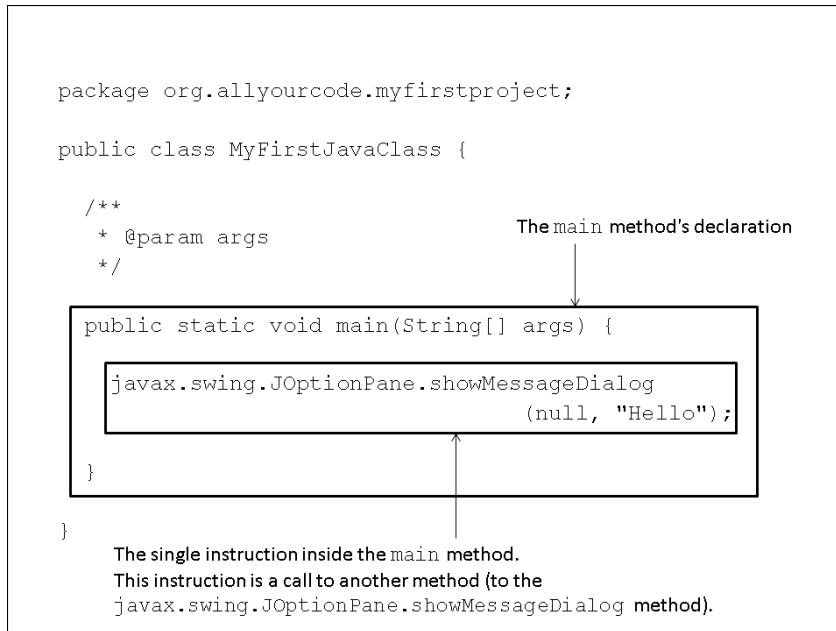 package org.allyourcode.myfirstproject;
public class MyFirstJavaClass {
/**
* @param args
*/
The main method's declaration
public static void main(String[] args) {
javax.swing.JOptionPane.showMessageDialog
(null, "Hello");
}
}
The single instruction inside the main method.
This instruction is a call to another method (to the
javax.swing.JOptionPane.showMessageDialog method).